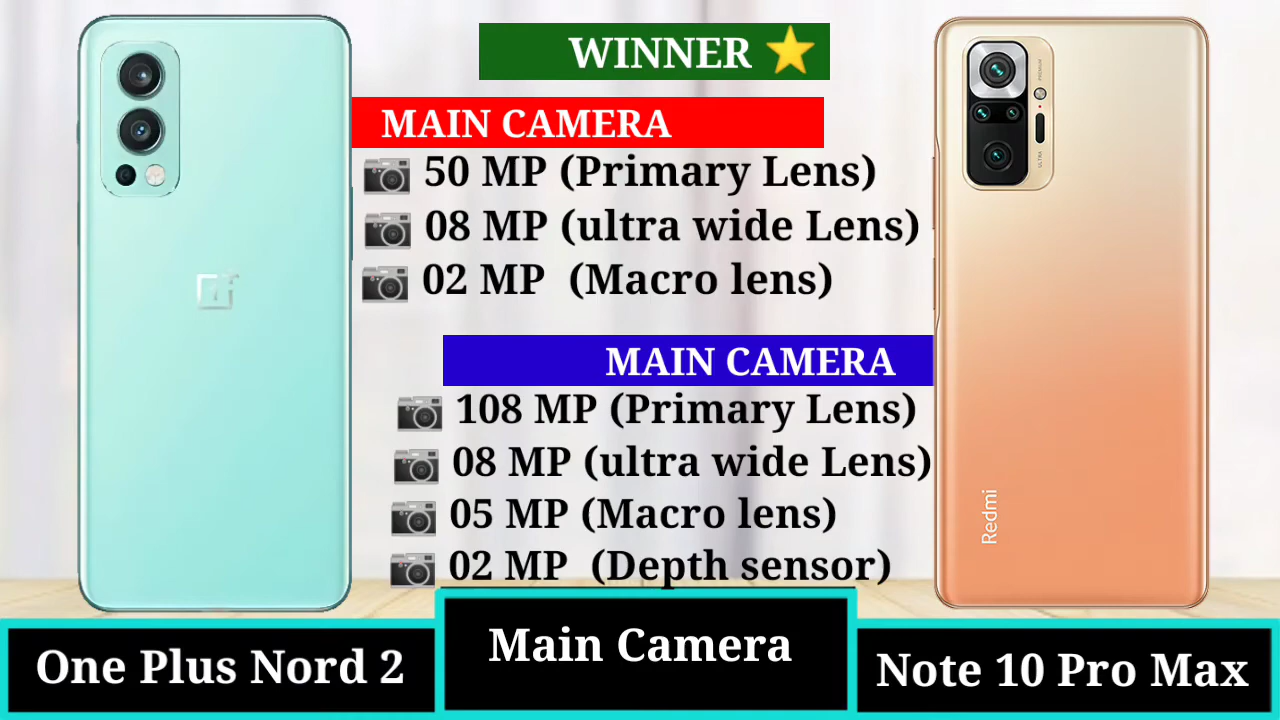 WINNER ⭐
MAIN CAMERA
📷 50 MP (Primary Lens)
📷 08 MP (ultra wide Lens)
📷 02 MP (Macro lens)
MAIN CAMERA
📷 108 MP (Primary Lens)
📷 08 MP (ultra wide Lens)
📷 05 MP (Macro lens)
📷 02 MP (Depth sensor)
PREMIUM
ULTRA
Redmi
One Plus Nord 2
Main Camera
Note 10 Pro Max